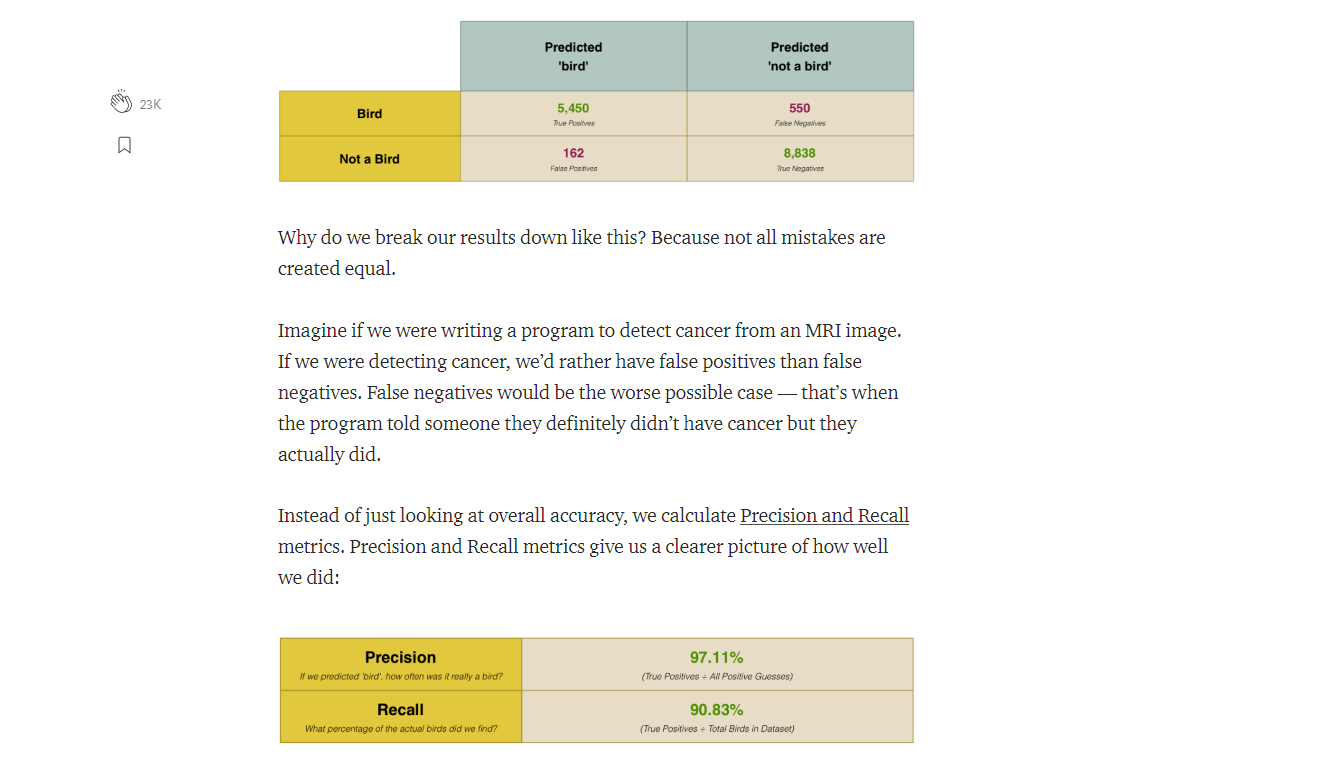 Predicted 'bird'
Predicted 'not a bird'
23K
Bird
5,450
True Positves
550
False Negatives
Not a Bird
162
False Positives
8,838
True Negatives
Why do we break our results down like this? Because not all mistakes are
created equal.
Imagine if we were writing a program to detect cancer from an MRI image.
If we were detecting cancer, we’d rather have false positives than false
negatives. False negatives would be the worse possible case — that’s when
the program told someone they definitely didn’t have cancer but they
actually did.
Instead of just looking at overall accuracy, we calculate Precision and Recall
metrics. Precision and Recall metrics give us a clearer picture of how well
we did:
Precision
If we predicted 'bird', how often was it really a bird?
97.11%
(True Positives ÷ All Positive Guesses)
Recall
What percentage of the actual birds did we find?
90.83%
(True Positives ÷ Total Birds in Dataset)